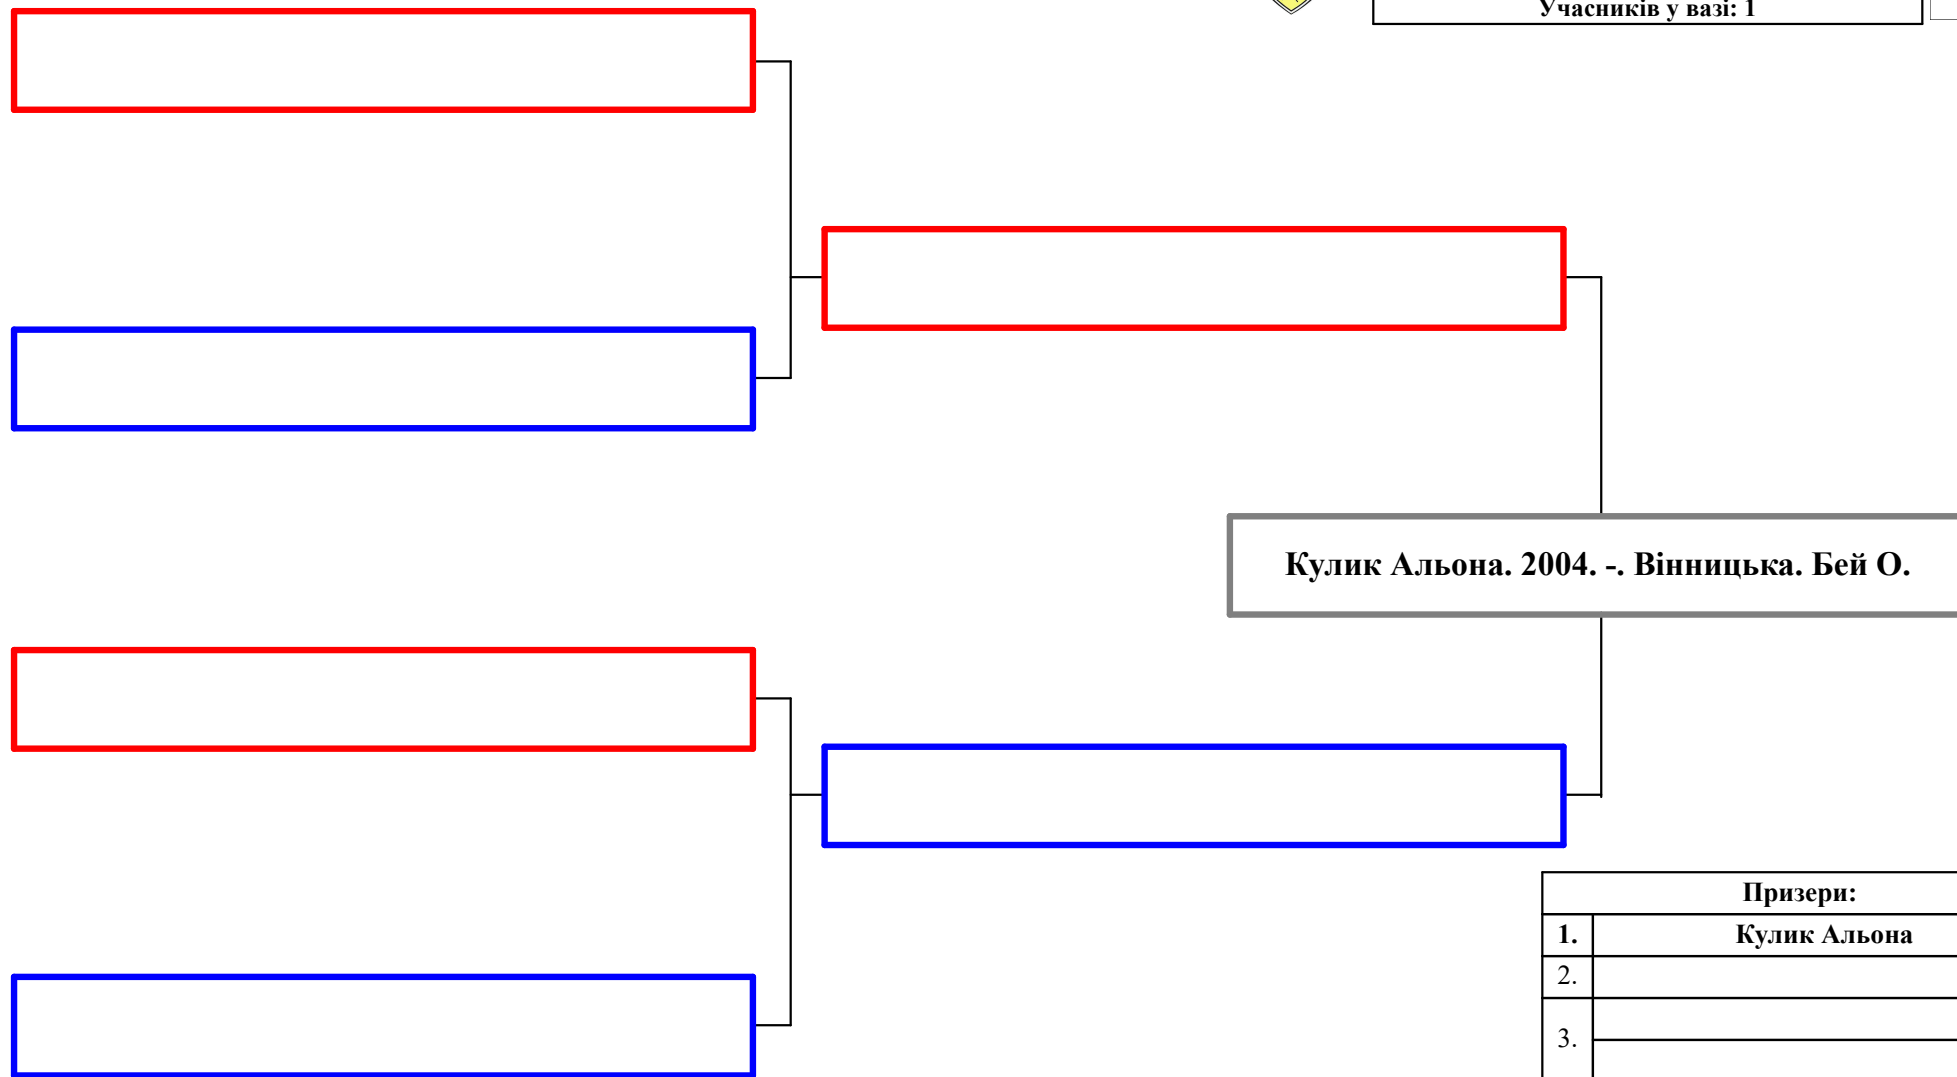 Учасників у вазі: 1
Кулик Альона. 2004. -. Вінницька. Бей О.
Призери:
1. Кулик Альона
2.
3.